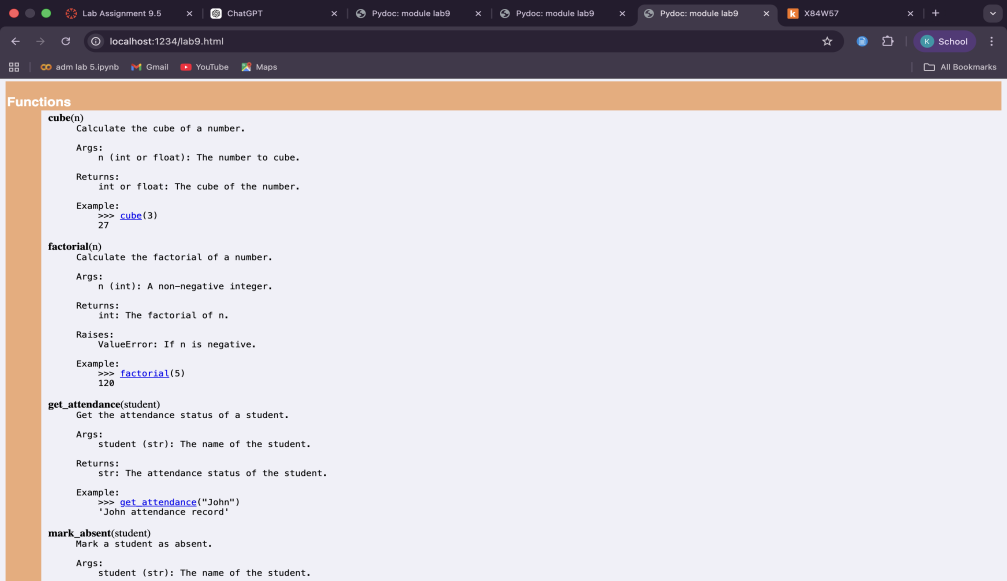 Lab Assignment 9.5
ChatGPT
Pydoc: module lab9
Pydoc: module lab9
Pydoc: module lab9
X84W57
localhost:1234/lab9.html
K School
adm lab 5.ipynb
Gmail
YouTube
Maps
All Bookmarks
Functions
cube(n)
Calculate the cube of a number.
Args:
n (int or float): The number to cube.
Returns:
int or float: The cube of the number.
Example:
>>> cube(3)
27
factorial(n)
Calculate the factorial of a number.
Args:
n (int): A non-negative integer.
Returns:
int: The factorial of n.
Raises:
ValueError: If n is negative.
Example:
>>> factorial(5)
120
get_attendance(student)
Get the attendance status of a student.
Args:
student (str): The name of the student.
Returns:
str: The attendance status of the student.
Example:
>>> get_attendance("John")
'John attendance record'
mark_absent(student)
Mark a student as absent.
Args:
student (str): The name of the student.